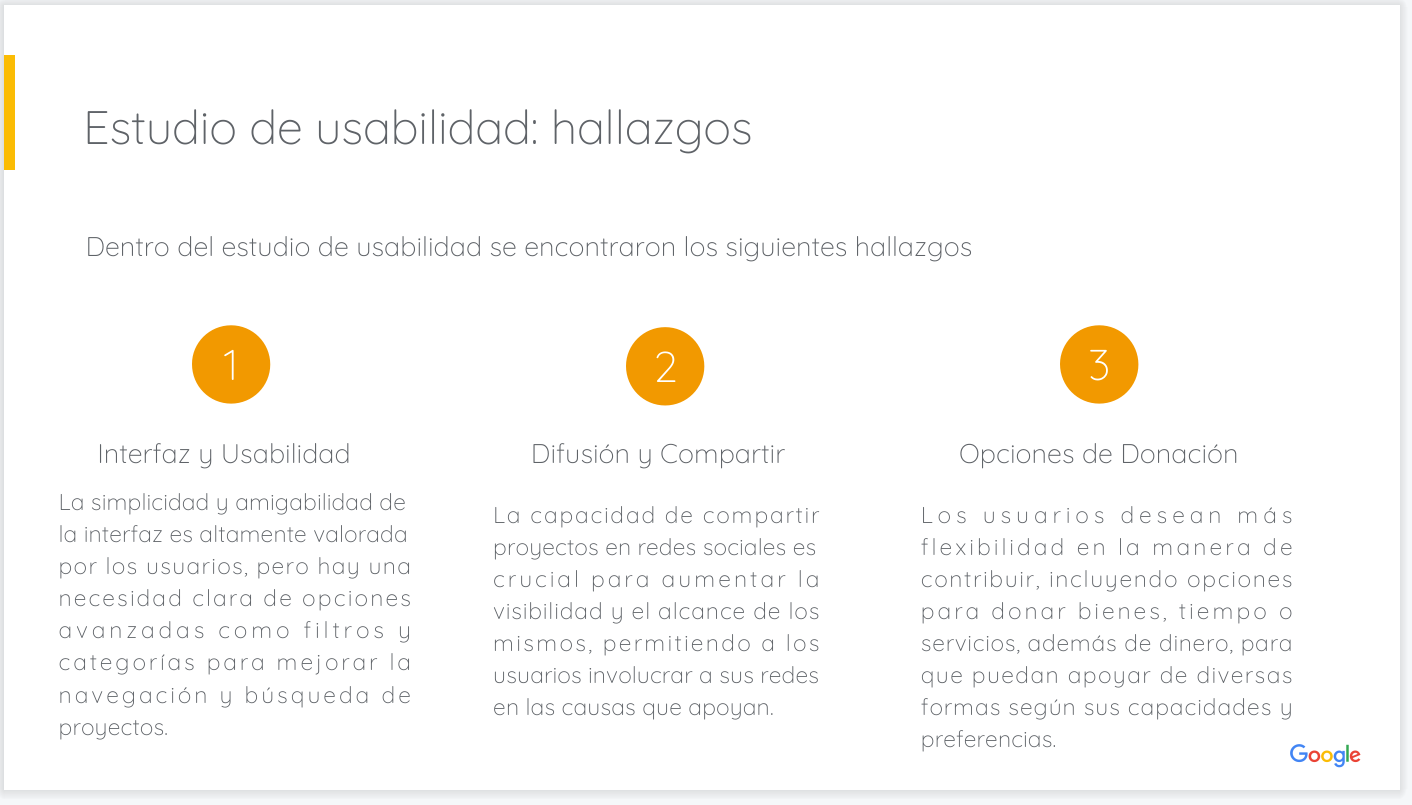 Estudio de usabilidad: hallazgos
Dentro del estudio de usabilidad se encontraron los siguientes hallazgos
1
Interfaz y Usabilidad
La simplicidad y amigabilidad de
la interfaz es altamente valorada
por los usuarios, pero hay una
necesidad clara de opciones
avanzadas como filtros y
categorías para mejorar la
navegación y búsqueda de
proyectos.
2
Difusión y Compartir
La capacidad de compartir
proyectos en redes sociales es
crucial para aumentar la
visibilidad y el alcance de los
mismos, permitiendo a los
usuarios involucrar a sus redes
en las causas que apoyan.
3
Opciones de Donación
Los usuarios desean más
flexibilidad en la manera de
contribuir, incluyendo opciones
para donar bienes, tiempo o
servicios, además de dinero, para
que puedan apoyar de diversas
formas según sus capacidades y
preferencias.
Google